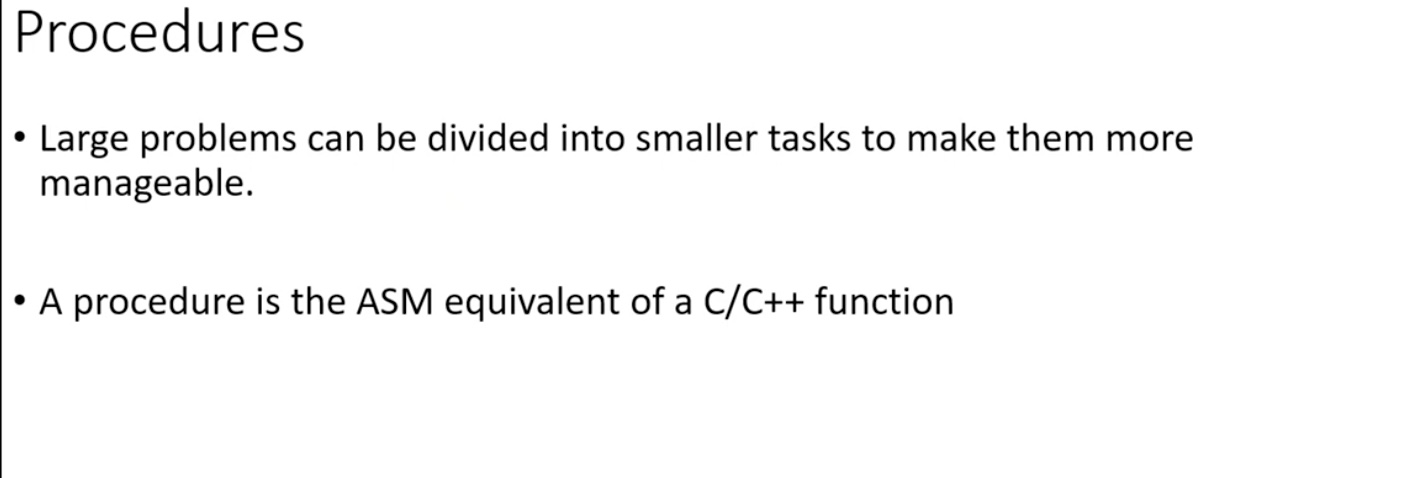 Procedures
• Large problems can be divided into smaller tasks to make them more
manageable.
• A procedure is the ASM equivalent of a C/C++ function